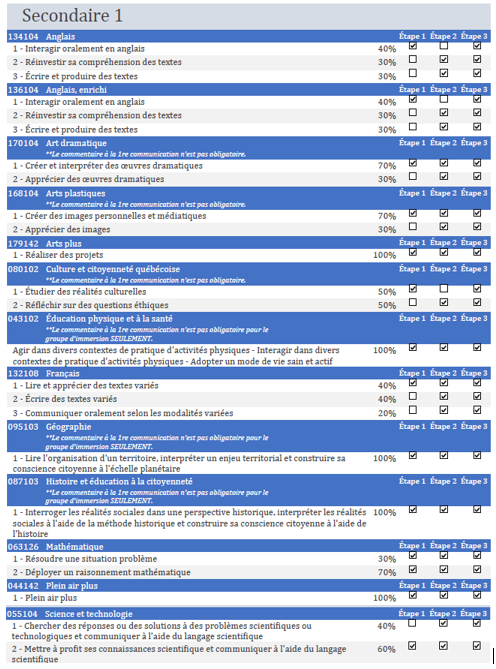 Secondaire 1
134104 Anglais Étape 1 Étape 2 Étape 3
1 - Interagir oralement en anglais 40%
2 - Réinvestir sa compréhension des textes 30%
3 - Écrire et produire des textes 30%
136104 Anglais, enrichi Étape 1 Étape 2 Étape 3
1 - Interagir oralement en anglais 40%
2 - Réinvestir sa compréhension des textes 30%
3 - Écrire et produire des textes 30%
170104 Art dramatique Étape 1 Étape 2 Étape 3
**Le commentaire à la 1re communication n'est pas obligatoire.
1 - Créer et interpréter des œuvres dramatiques 70%
2 - Apprécier des œuvres dramatiques 30%
168104 Arts plastiques Étape 1 Étape 2 Étape 3
**Le commentaire à la 1re communication n'est pas obligatoire.
1 - Créer des images personnelles et médiatiques 70%
2 - Apprécier des images 30%
179142 Arts plus Étape 1 Étape 2 Étape 3
1 - Réaliser des projets 100%
080102 Culture et citoyenneté québécoise Étape 1 Étape 2 Étape 3
**Le commentaire à la 1re communication n'est pas obligatoire.
1 - Étudier des réalités culturelles 50%
2 - Réfléchir sur des questions éthiques 50%
043102 Éducation physique et à la santé Étape 1 Étape 2 Étape 3
**Le commentaire à la 1re communication n'est pas obligatoire pour le
groupe d'immersion SEULEMENT.
Agir dans divers contextes de pratique d'activités physiques - Interagir dans divers 100%
contextes de pratique d'activités physiques - Adopter un mode de vie sain et actif
132108 Français Étape 1 Étape 2 Étape 3
1 - Lire et apprécier des textes variés 40%
2 - Écrire des textes variés 40%
3 - Communiquer oralement selon les modalités variées 20%
095103 Géographie Étape 1 Étape 2 Étape 3
**Le commentaire à la 1re communication n'est pas obligatoire pour le
groupe d'immersion SEULEMENT.
1 - Lire l'organisation d'un territoire, interpréter un enjeu territorial et construire sa 100%
conscience citoyenne à l'échelle planétaire
087103 Histoire et éducation à la citoyenneté Étape 1 Étape 2 Étape 3
**Le commentaire à la 1re communication n'est pas obligatoire pour le
groupe d'immersion SEULEMENT.
1 - Interroger les réalités sociales dans une perspective historique, interpréter les réalités 100%
sociales à l'aide de la méthode historique et construire sa conscience citoyenne à l'aide de
l'histoire
063126 Mathématique Étape 1 Étape 2 Étape 3
1 - Résoudre une situation problème 30%
2 - Déployer un raisonnement mathématique 70%
044142 Plein air plus Étape 1 Étape 2 Étape 3
1 - Plein air plus 100%
055104 Science et technologie Étape 1 Étape 2 Étape 3
1 - Chercher des réponses ou des solutions à des problèmes scientifiques ou 40%
technologiques et communiquer à l'aide du langage scientifique
2 - Mettre à profit ses connaissances scientifique et communiquer à l'aide du langage 60%
scientifique